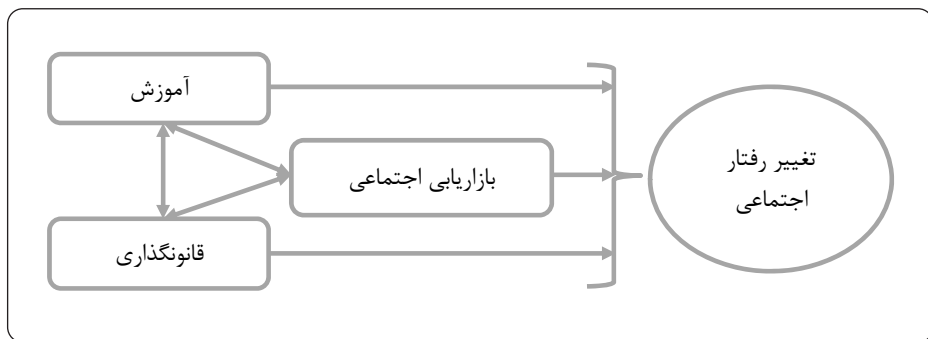 آموزش
بازاریابی اجتماعی
قانونگذاری
تغییر رفتار
اجتماعی